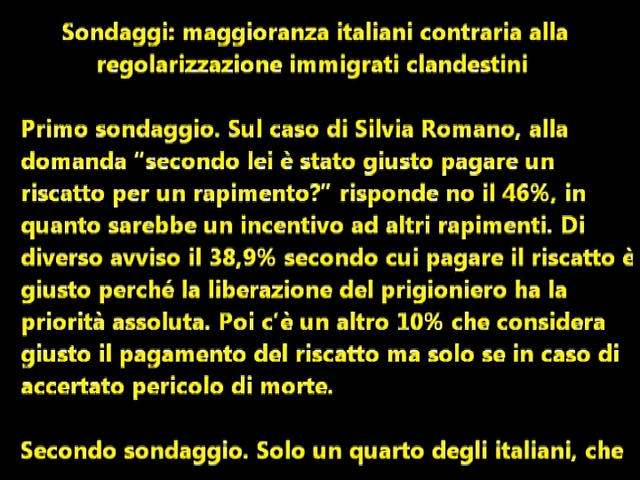 Sondaggi: maggioranza italiani contraria alla
regolarizzazione immigrati clandestini
Primo sondaggio. Sul caso di Silvia Romano, alla
domanda “secondo lei è stato giusto pagare un
riscatto per un rapimento?” risponde no il 46%, in
quanto sarebbe un incentivo ad altri rapimenti. Di
diverso avviso il 38,9% secondo cui pagare il riscatto è
giusto perché la liberazione del prigioniero ha la
priorità assoluta. Poi c’è un altro 10% che considera
giusto il pagamento del riscatto ma solo se in caso di
accertato pericolo di morte.
Secondo sondaggio. Solo un quarto degli italiani, che